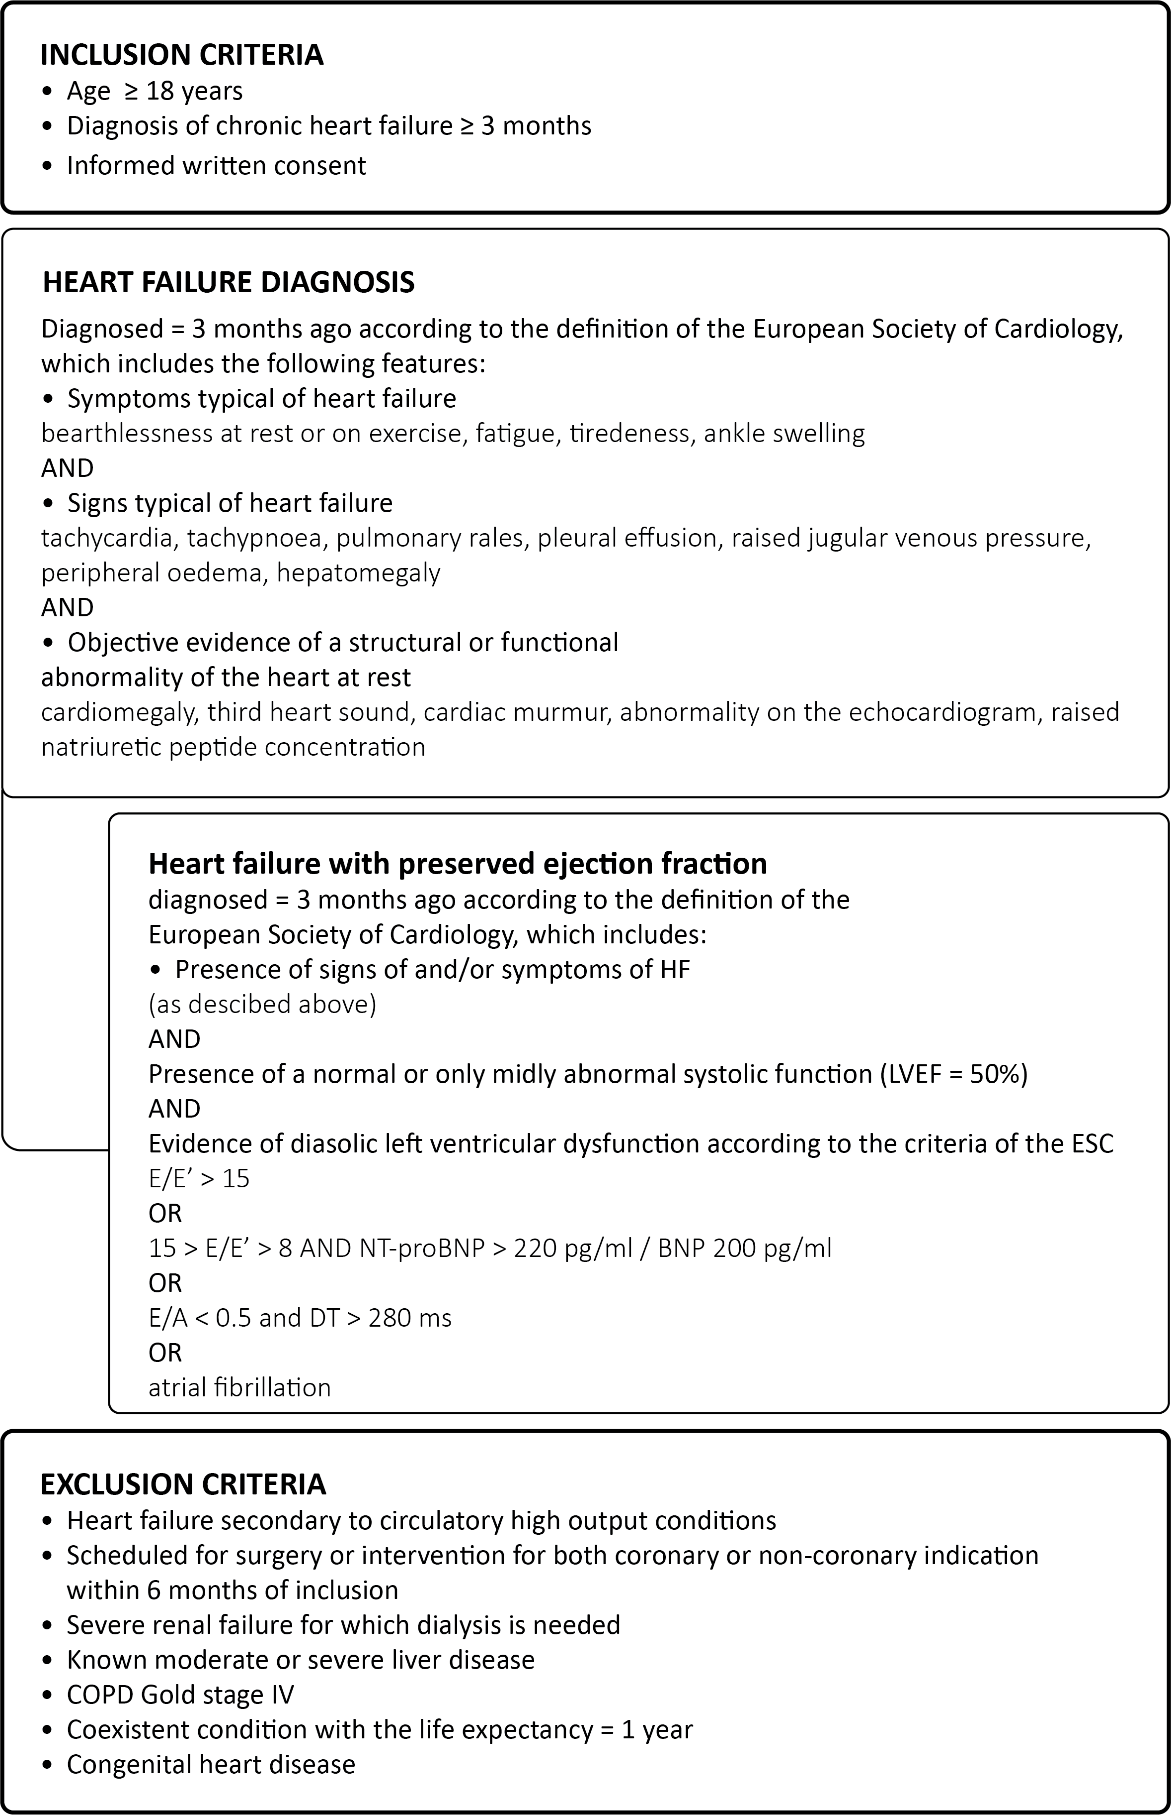 INCLUSION CRITERIA
• Age ≥ 18 years
• Diagnosis of chronic heart failure ≥ 3 months
• Informed written consent
HEART FAILURE DIAGNOSIS
Diagnosed = 3 months ago according to the definition of the European Society of Cardiology,
which includes the following features:
• Symptoms typical of heart failure
bearthlessness at rest or on exercise, fatigue, tiredeness, ankle swelling
AND
• Signs typical of heart failure
tachycardia, tachypnoea, pulmonary rales, pleural effusion, raised jugular venous pressure,
peripheral oedema, hepatomegaly
AND
• Objective evidence of a structural or functional
abnormality of the heart at rest
cardiomegaly, third heart sound, cardiac murmur, abnormality on the echocardiogram, raised
natriuretic peptide concentration
Heart failure with preserved ejection fraction
diagnosed = 3 months ago according to the definition of the
European Society of Cardiology, which includes:
• Presence of signs of and/or symptoms of HF
(as descibed above)
AND
Presence of a normal or only midly abnormal systolic function (LVEF = 50%)
AND
Evidence of diasolic left ventricular dysfunction according to the criteria of the ESC
E/E’ > 15
OR
15 > E/E’ > 8 AND NT-proBNP > 220 pg/ml / BNP 200 pg/ml
OR
E/A < 0.5 and DT > 280 ms
OR
atrial fibrillation
EXCLUSION CRITERIA
• Heart failure secondary to circulatory high output conditions
• Scheduled for surgery or intervention for both coronary or non-coronary indication
within 6 months of inclusion
• Severe renal failure for which dialysis is needed
• Known moderate or severe liver disease
• COPD Gold stage IV
• Coexistent condition with the life expectancy = 1 year
• Congenital heart disease